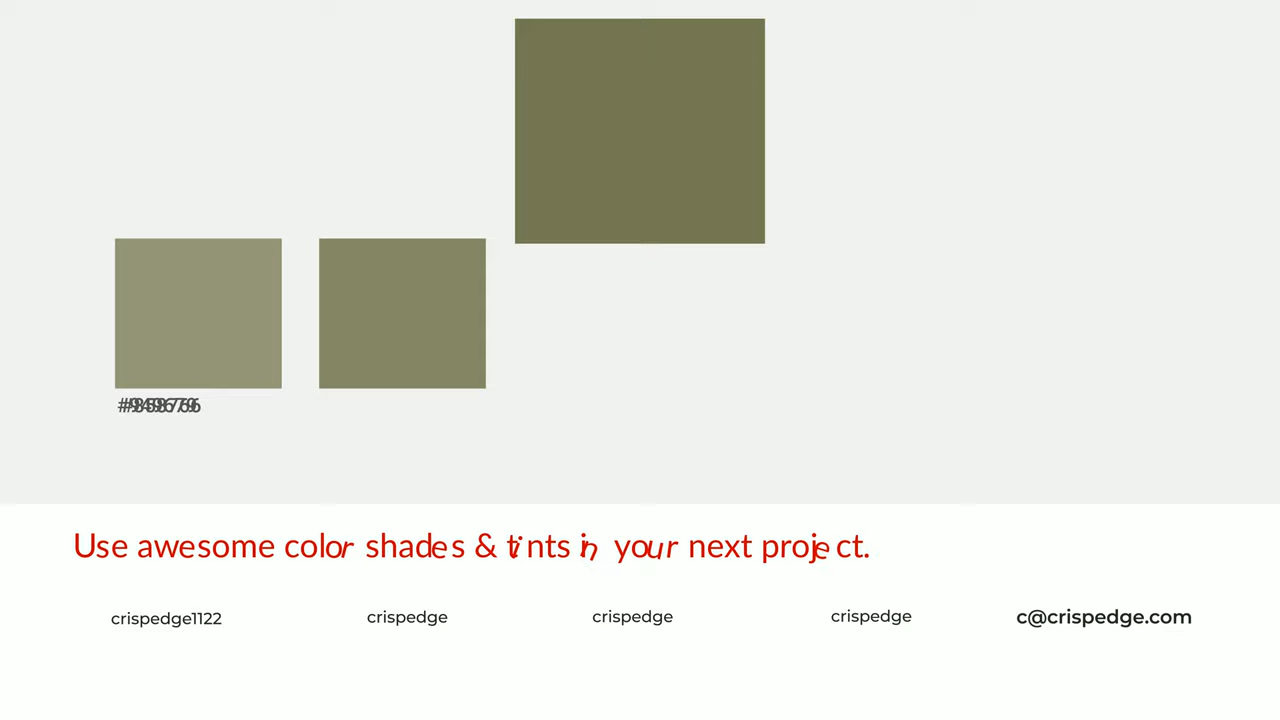 Use awesome color shades & tints in your next project.
crispedge1122 crispedge crispedge crispedge c@crispedge.com